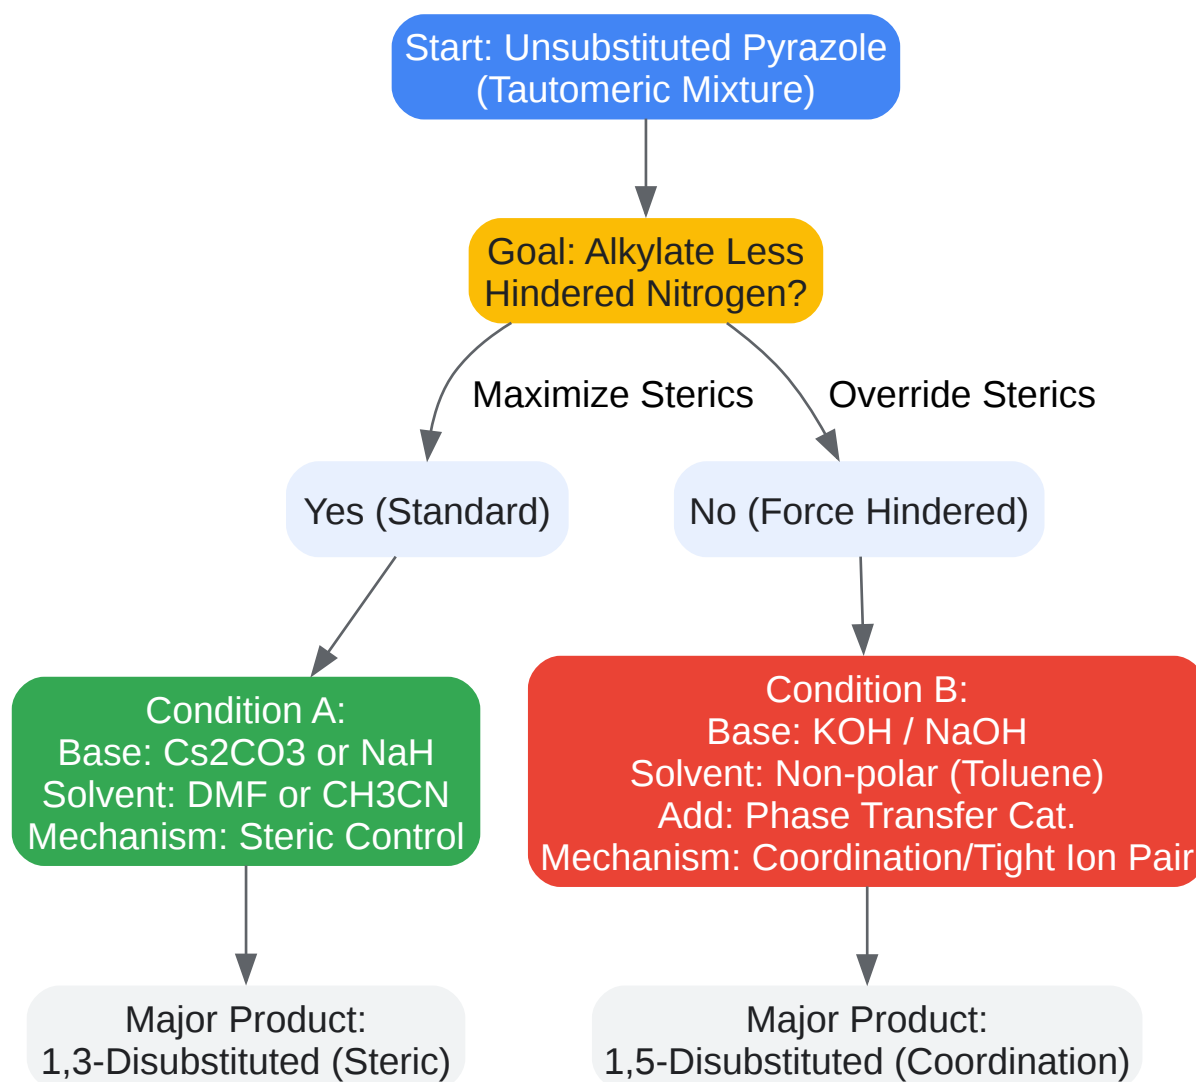 Start: Unsubstituted Pyrazole
(Tautomeric Mixture)
Goal: Alkylate Less
Hindered Nitrogen?
Maximize Sterics
Override Sterics
Yes (Standard)
No (Force Hindered)
Condition A:
Base: Cs2CO3 or NaH
Solvent: DMF or CH3CN
Mechanism: Steric Control
Condition B:
Base: KOH / NaOH
Solvent: Non-polar (Toluene)
Add: Phase Transfer Cat.
Mechanism: Coordination/Tight Ion Pair
Major Product:
1,3-Disubstituted (Steric)
Major Product:
1,5-Disubstituted (Coordination)